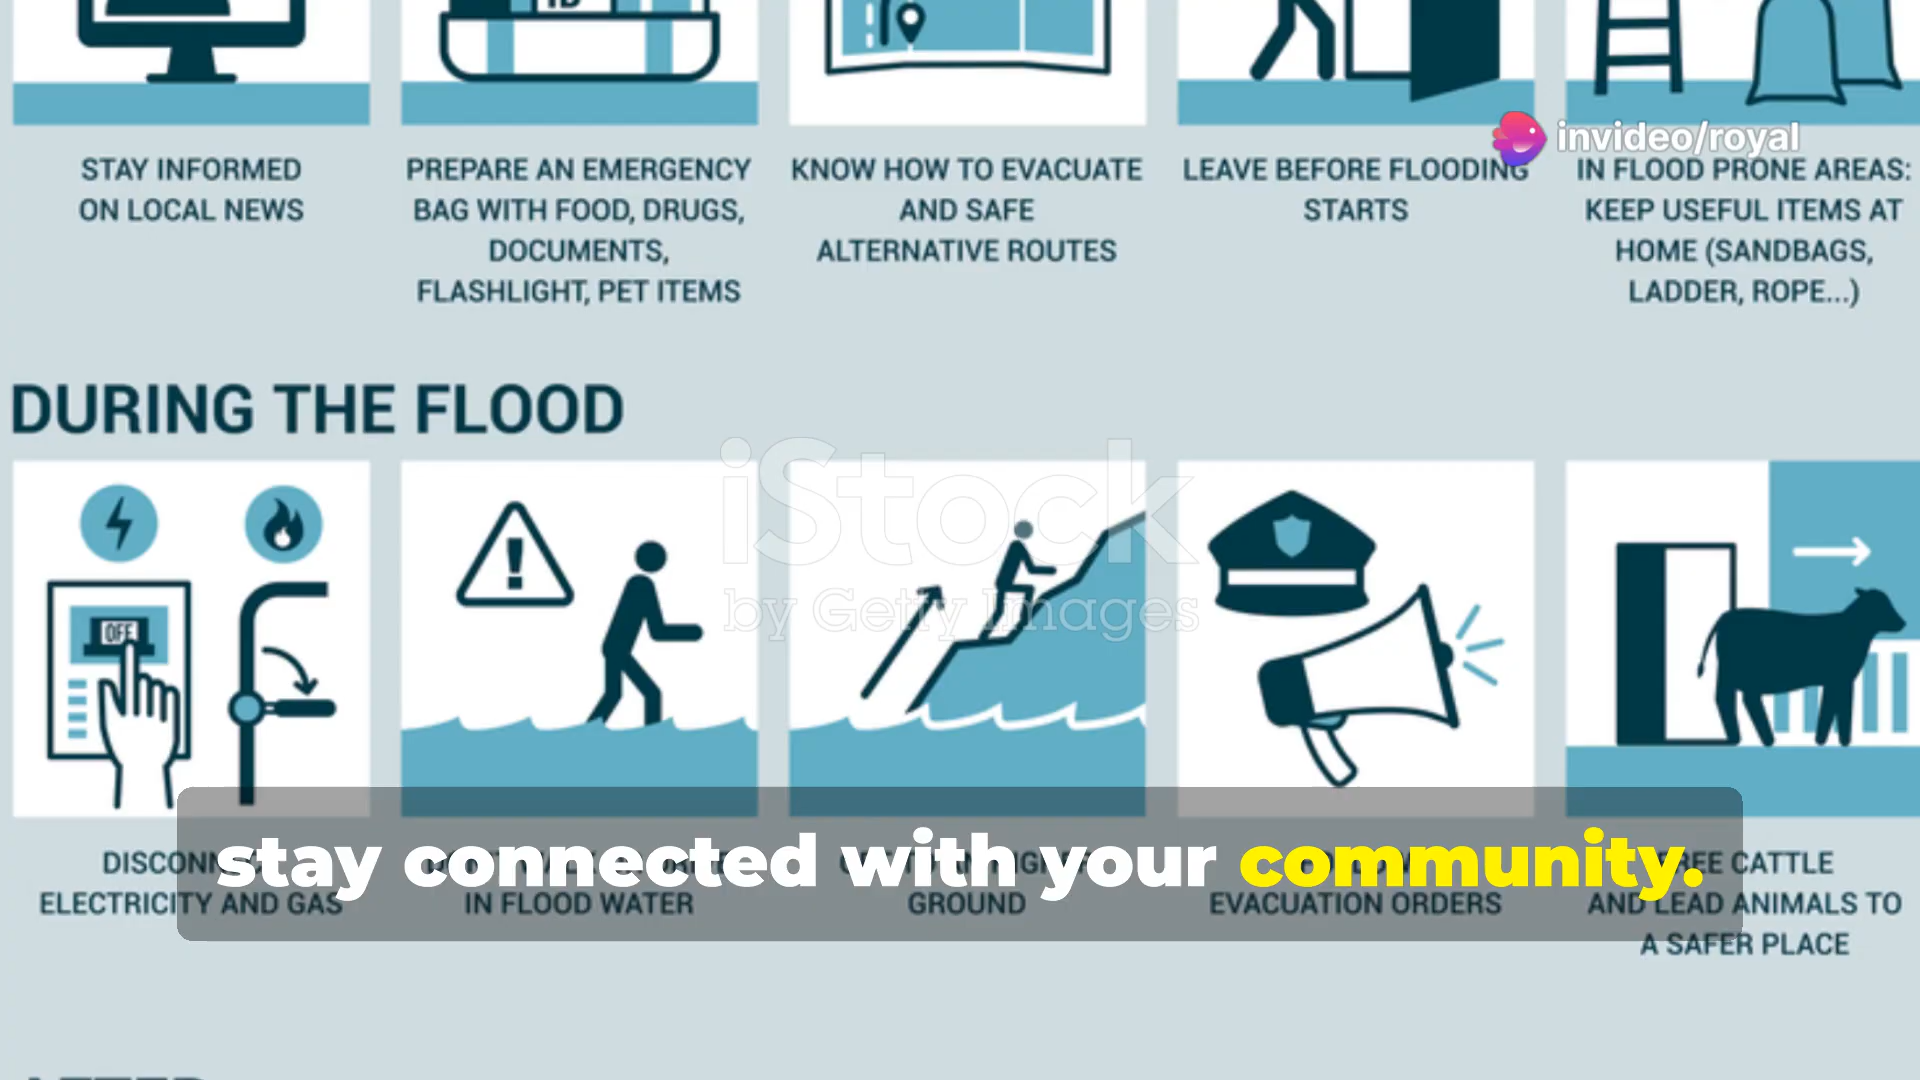 ID
invideo/royal
STAY INFORMED
ON LOCAL NEWS
PREPARE AN EMERGENCY
BAG WITH FOOD, DRUGS,
DOCUMENTS,
FLASHLIGHT, PET ITEMS
KNOW HOW TO EVACUATE
AND SAFE
ALTERNATIVE ROUTES
LEAVE BEFORE FLOODING
STARTS
IN FLOOD PRONE AREAS:
KEEP USEFUL ITEMS AT
HOME (SANDBAGS,
LADDER, ROPE...)
DURING THE FLOOD
iStock
by Getty Images
OFF
ELECTRICITY AND GAS
IN FLOOD WATER
GROUND
EVACUATION ORDERS
FREE CATTLE
AND LEAD ANIMALS TO
A SAFER PLACE
stay connected with your community.